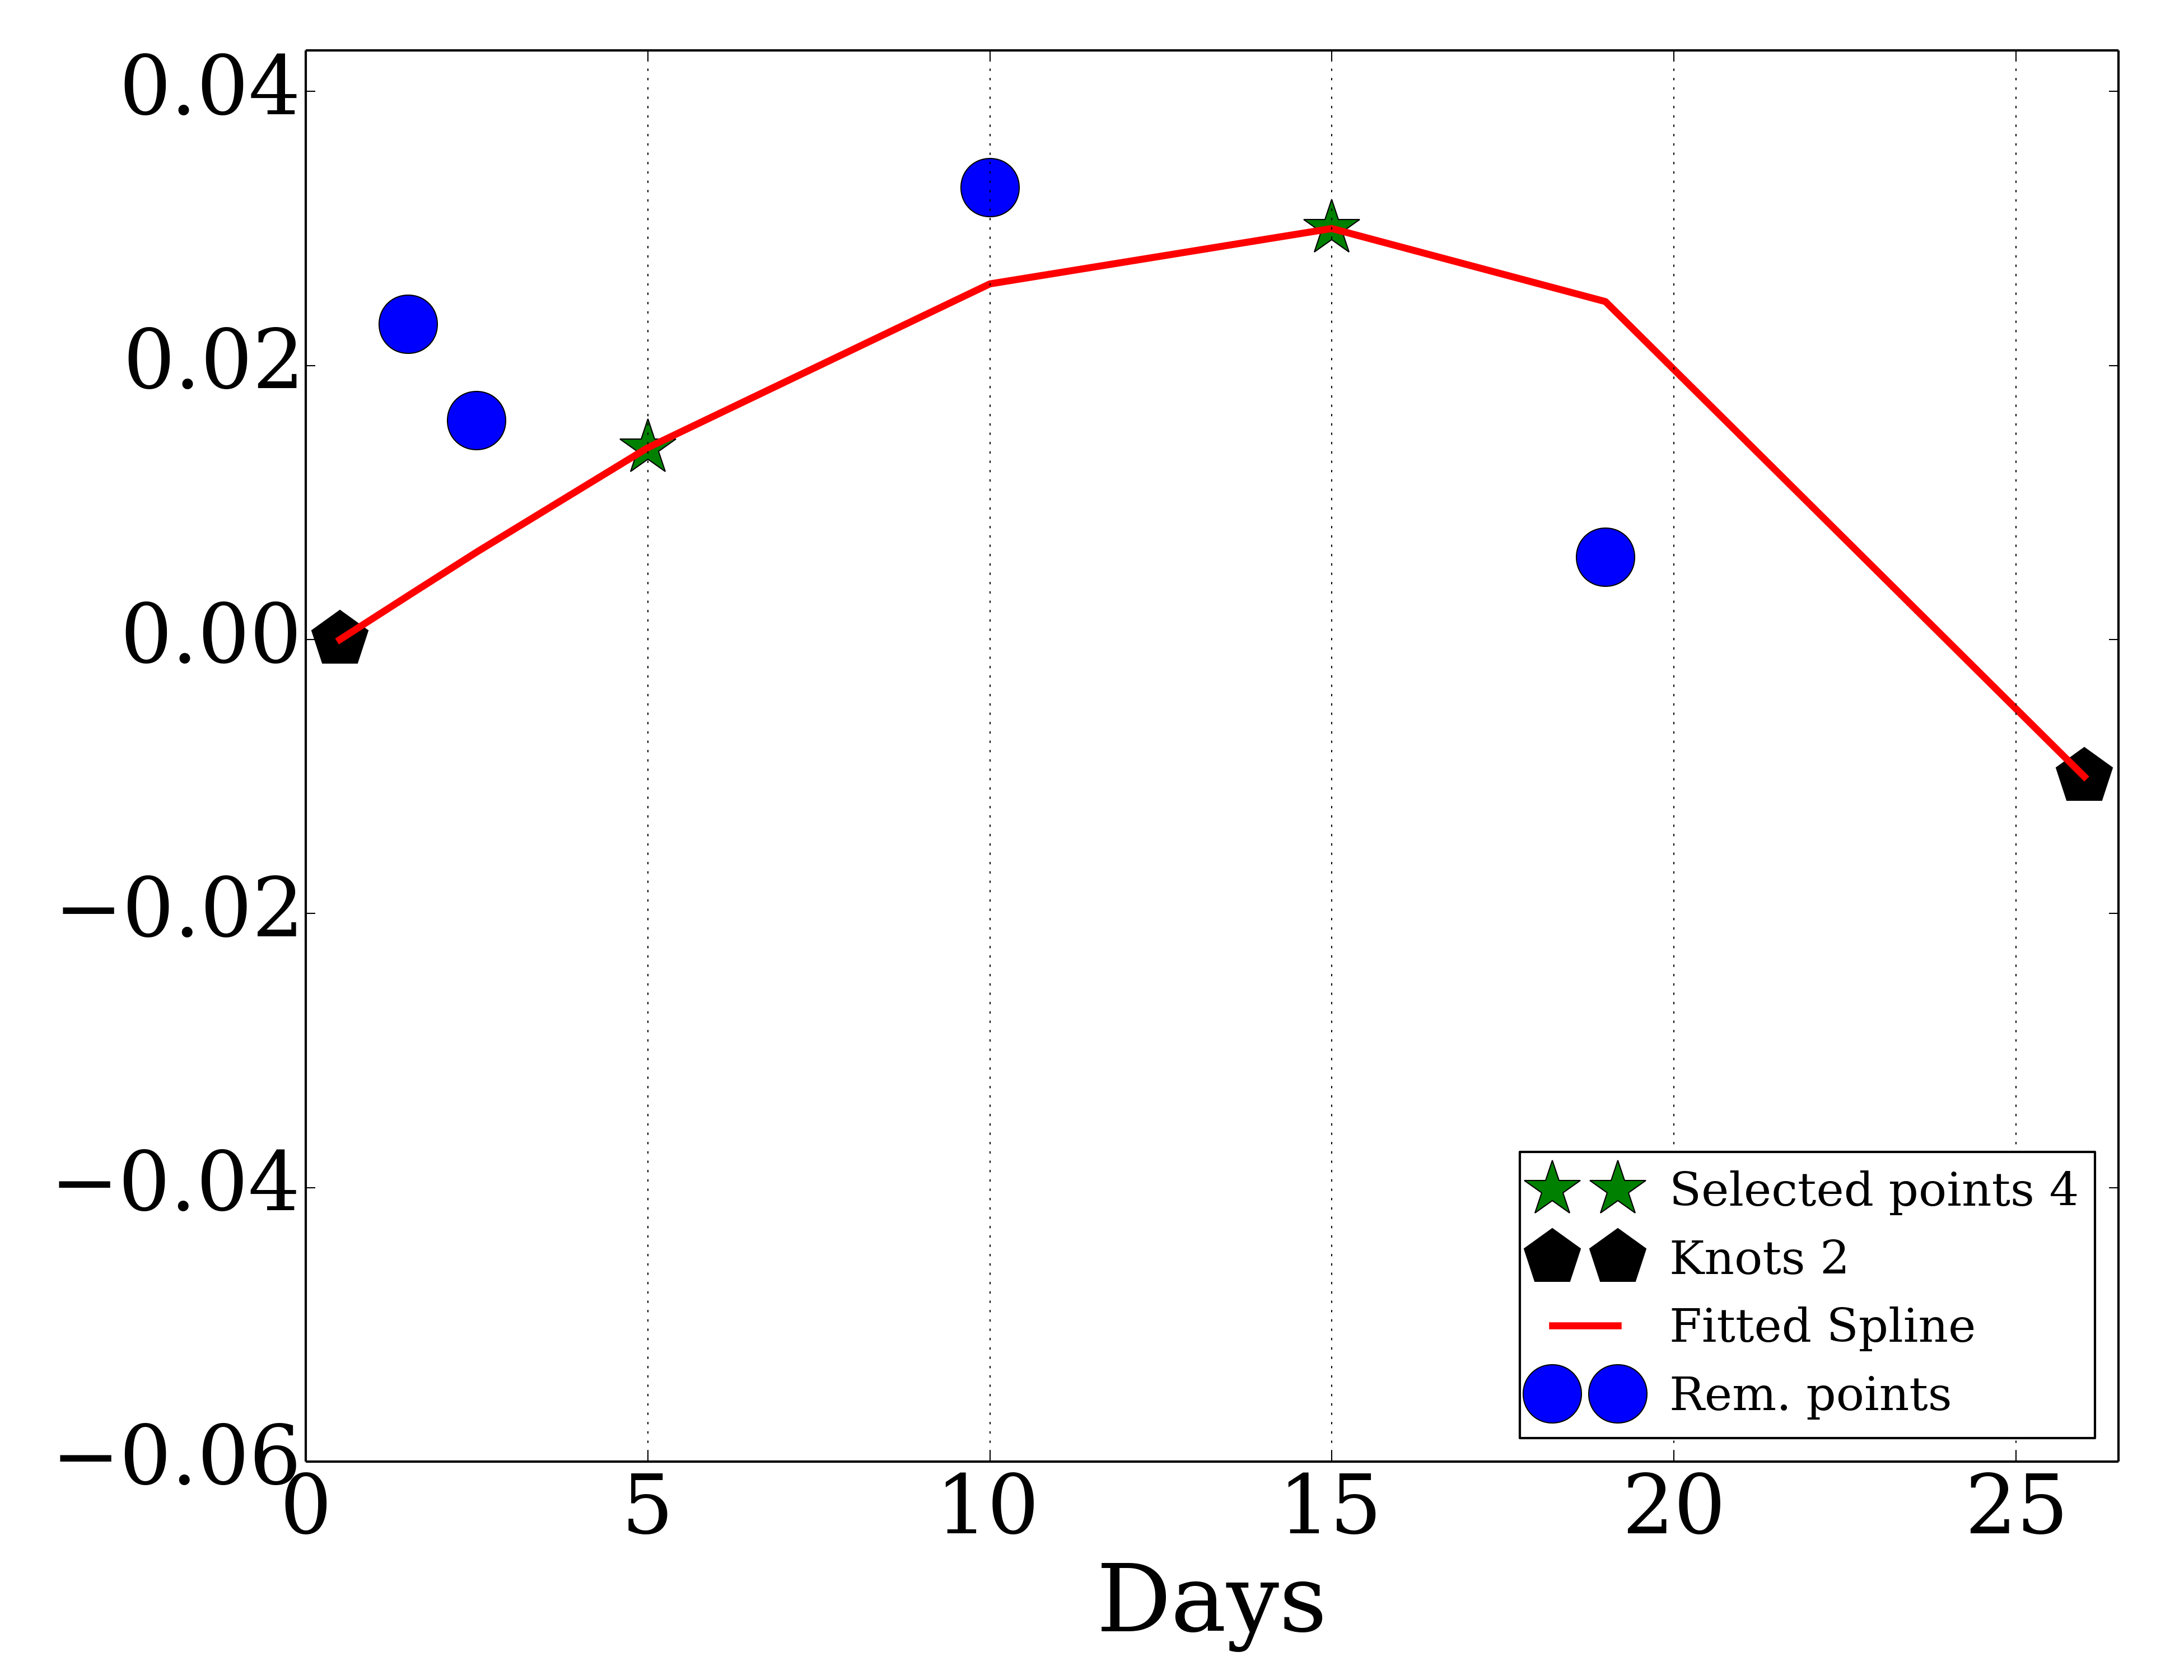 0.04
0.02
0.00
−0.02
−0.04
−0.06
0 5 10 15 20 25
Days
Selected points 4
Knots 2
Fitted Spline
Rem. points